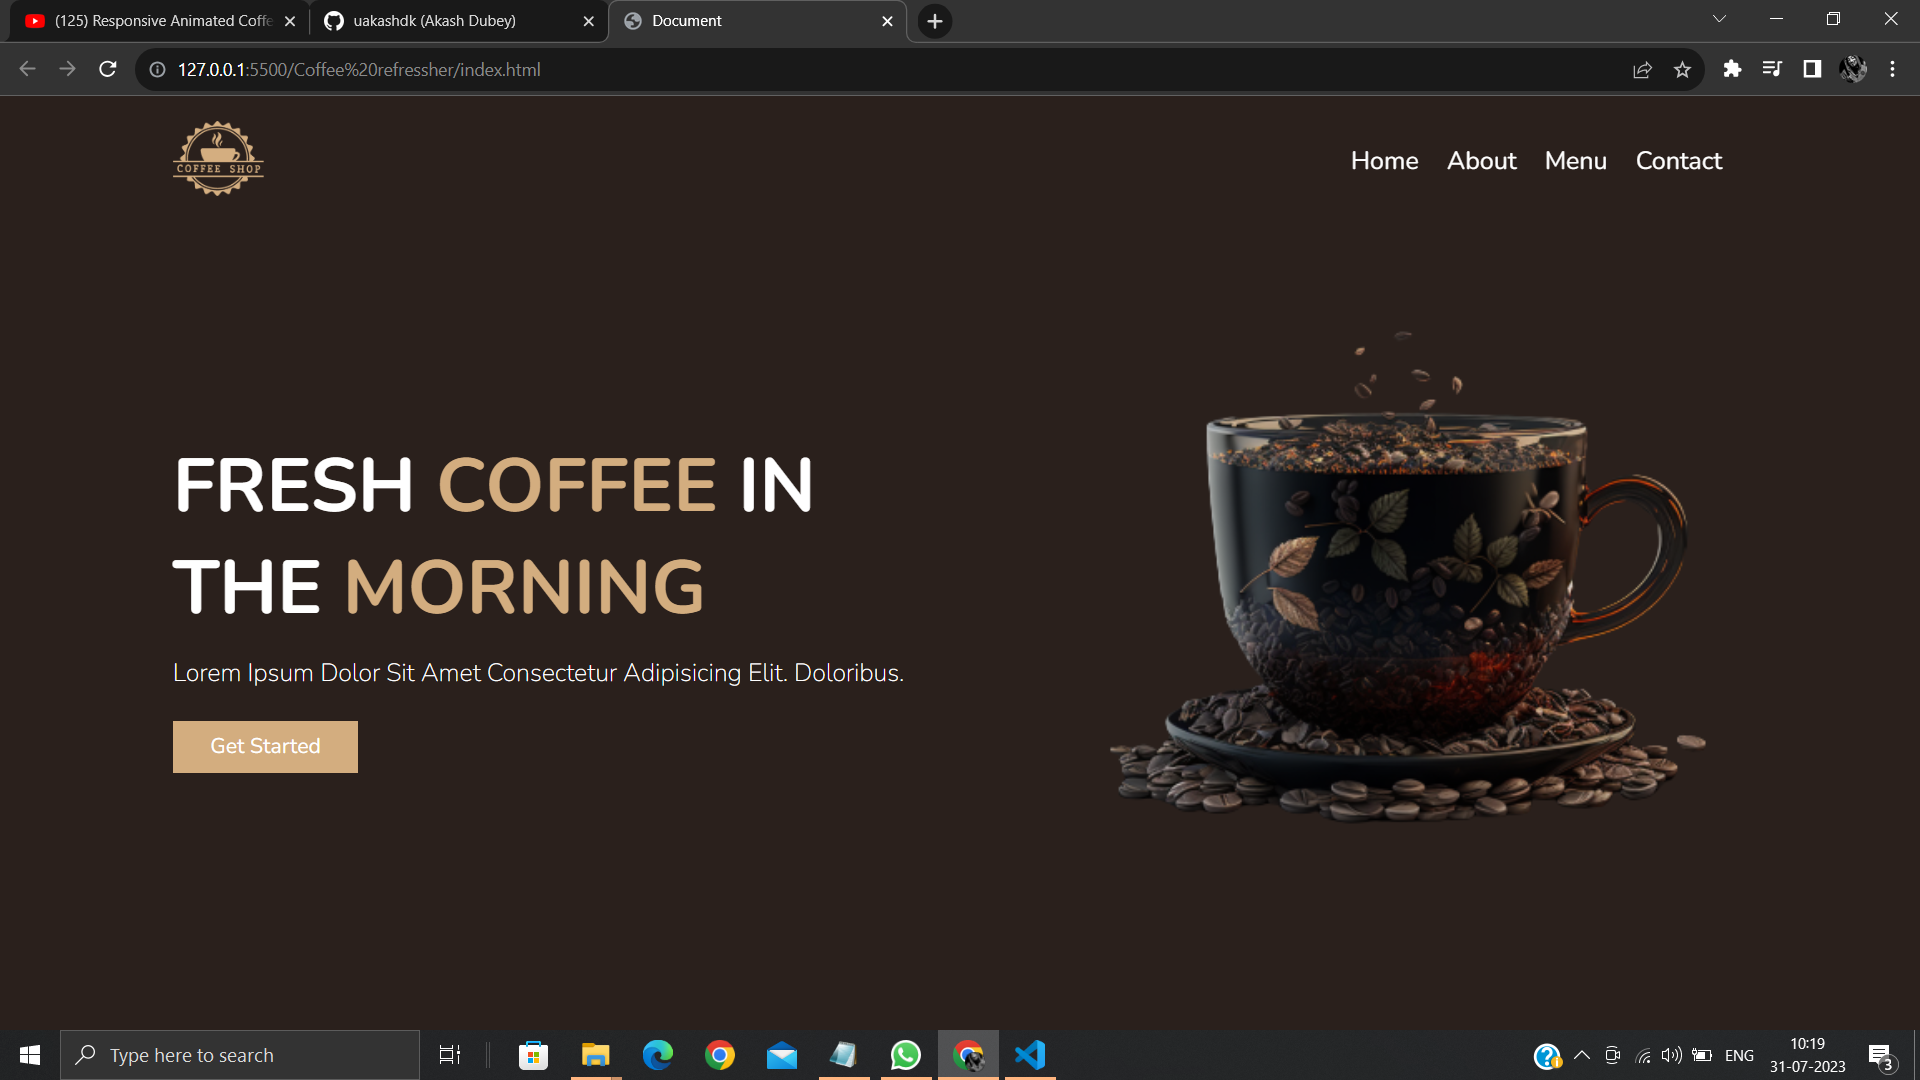 (125) Responsive Animated Coffe
uakashdk (Akash Dubey)
Document
127.0.0.1:5500/Coffee%20refressher/index.html
COFFEE SHOP
Home About Menu Contact
FRESH COFFEE IN
THE MORNING
Lorem Ipsum Dolor Sit Amet Consectetur Adipisicing Elit. Doloribus.
Get Started
Type here to search
ENG
10:19
31-07-2023
3